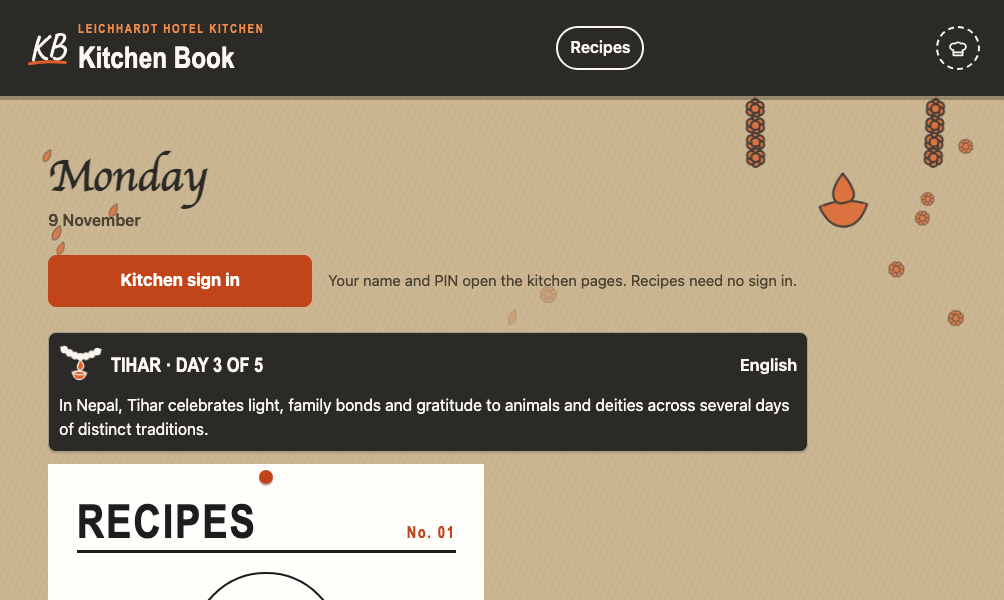 KB
LEICHHARDT HOTEL KITCHEN
Kitchen Book
Recipes
Monday
9 November
Kitchen sign in
Your name and PIN open the kitchen pages. Recipes need no sign in.
TIHAR · DAY 3 OF 5
English
In Nepal, Tihar celebrates light, family bonds and gratitude to animals and deities across several days
of distinct traditions.
RECIPES
No. 01